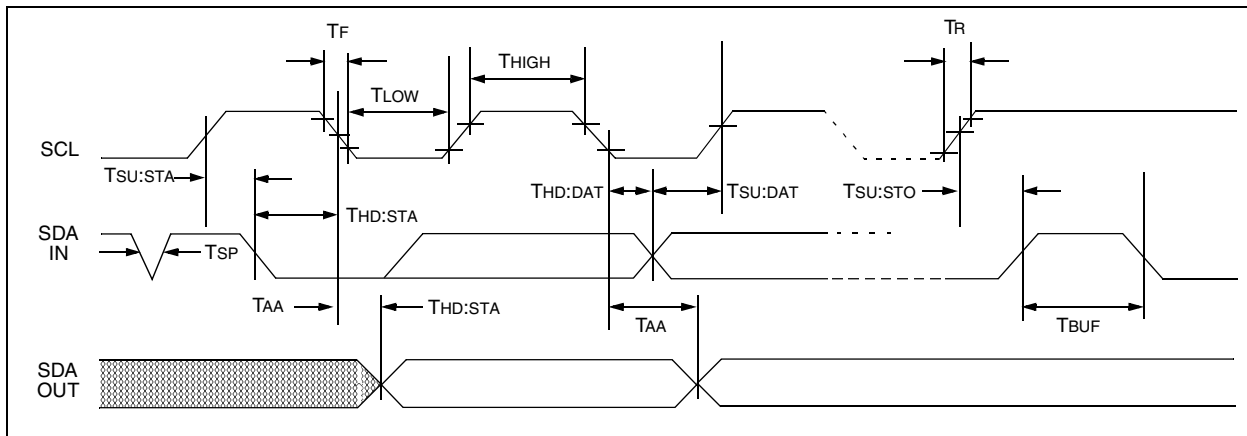 TF
TR
THIGH
TLOW
SCL
TSU:STA
THD:DAT
TSU:DAT
TSU:STO
THD:STA
SDA
IN
TSP
TAA
THD:STA
TAA
TBUF
SDA
OUT